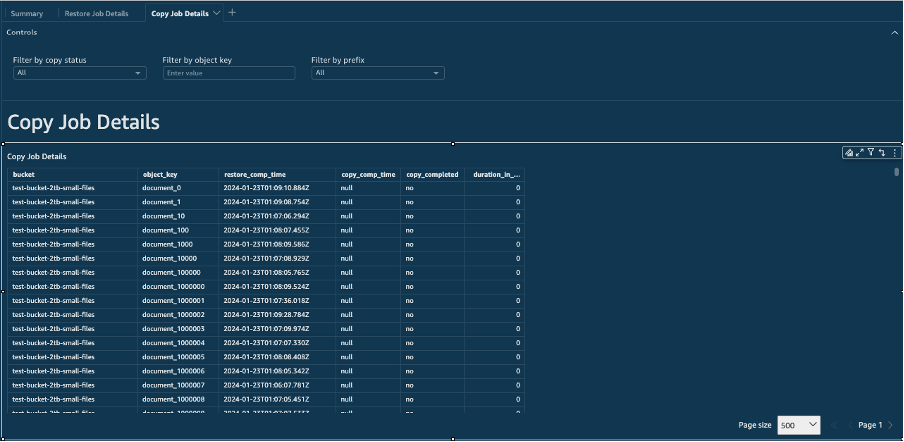 Summary Restore Job Details Copy Job Details +
Controls
Filter by copy status Filter by object key Filter by prefix
All Enter value All
Copy Job Details
Copy Job Details
bucket object_key restore_comp_time copy_comp_time copy_completed duration_in_...
test-bucket-2tb-small-files document_0 2024-01-23T01:09:10.884Z null no 0
test-bucket-2tb-small-files document_1 2024-01-23T01:09:08.754Z null no 0
test-bucket-2tb-small-files document_10 2024-01-23T01:07:06.294Z null no 0
test-bucket-2tb-small-files document_100 2024-01-23T01:08:07.455Z null no 0
test-bucket-2tb-small-files document_1000 2024-01-23T01:08:09.586Z null no 0
test-bucket-2tb-small-files document_10000 2024-01-23T01:07:08.929Z null no 0
test-bucket-2tb-small-files document_100000 2024-01-23T01:08:05.765Z null no 0
test-bucket-2tb-small-files document_1000000 2024-01-23T01:08:09.524Z null no 0
test-bucket-2tb-small-files document_1000001 2024-01-23T01:07:36.018Z null no 0
test-bucket-2tb-small-files document_1000002 2024-01-23T01:09:28.784Z null no 0
test-bucket-2tb-small-files document_1000003 2024-01-23T01:07:09.974Z null no 0
test-bucket-2tb-small-files document_1000004 2024-01-23T01:07:07.330Z null no 0
test-bucket-2tb-small-files document_1000005 2024-01-23T01:08:08.408Z null no 0
test-bucket-2tb-small-files document_1000006 2024-01-23T01:08:05.342Z null no 0
test-bucket-2tb-small-files document_1000007 2024-01-23T01:06:07.781Z null no 0
test-bucket-2tb-small-files document_1000008 2024-01-23T01:07:05.451Z null no 0
Page size 500 Page 1